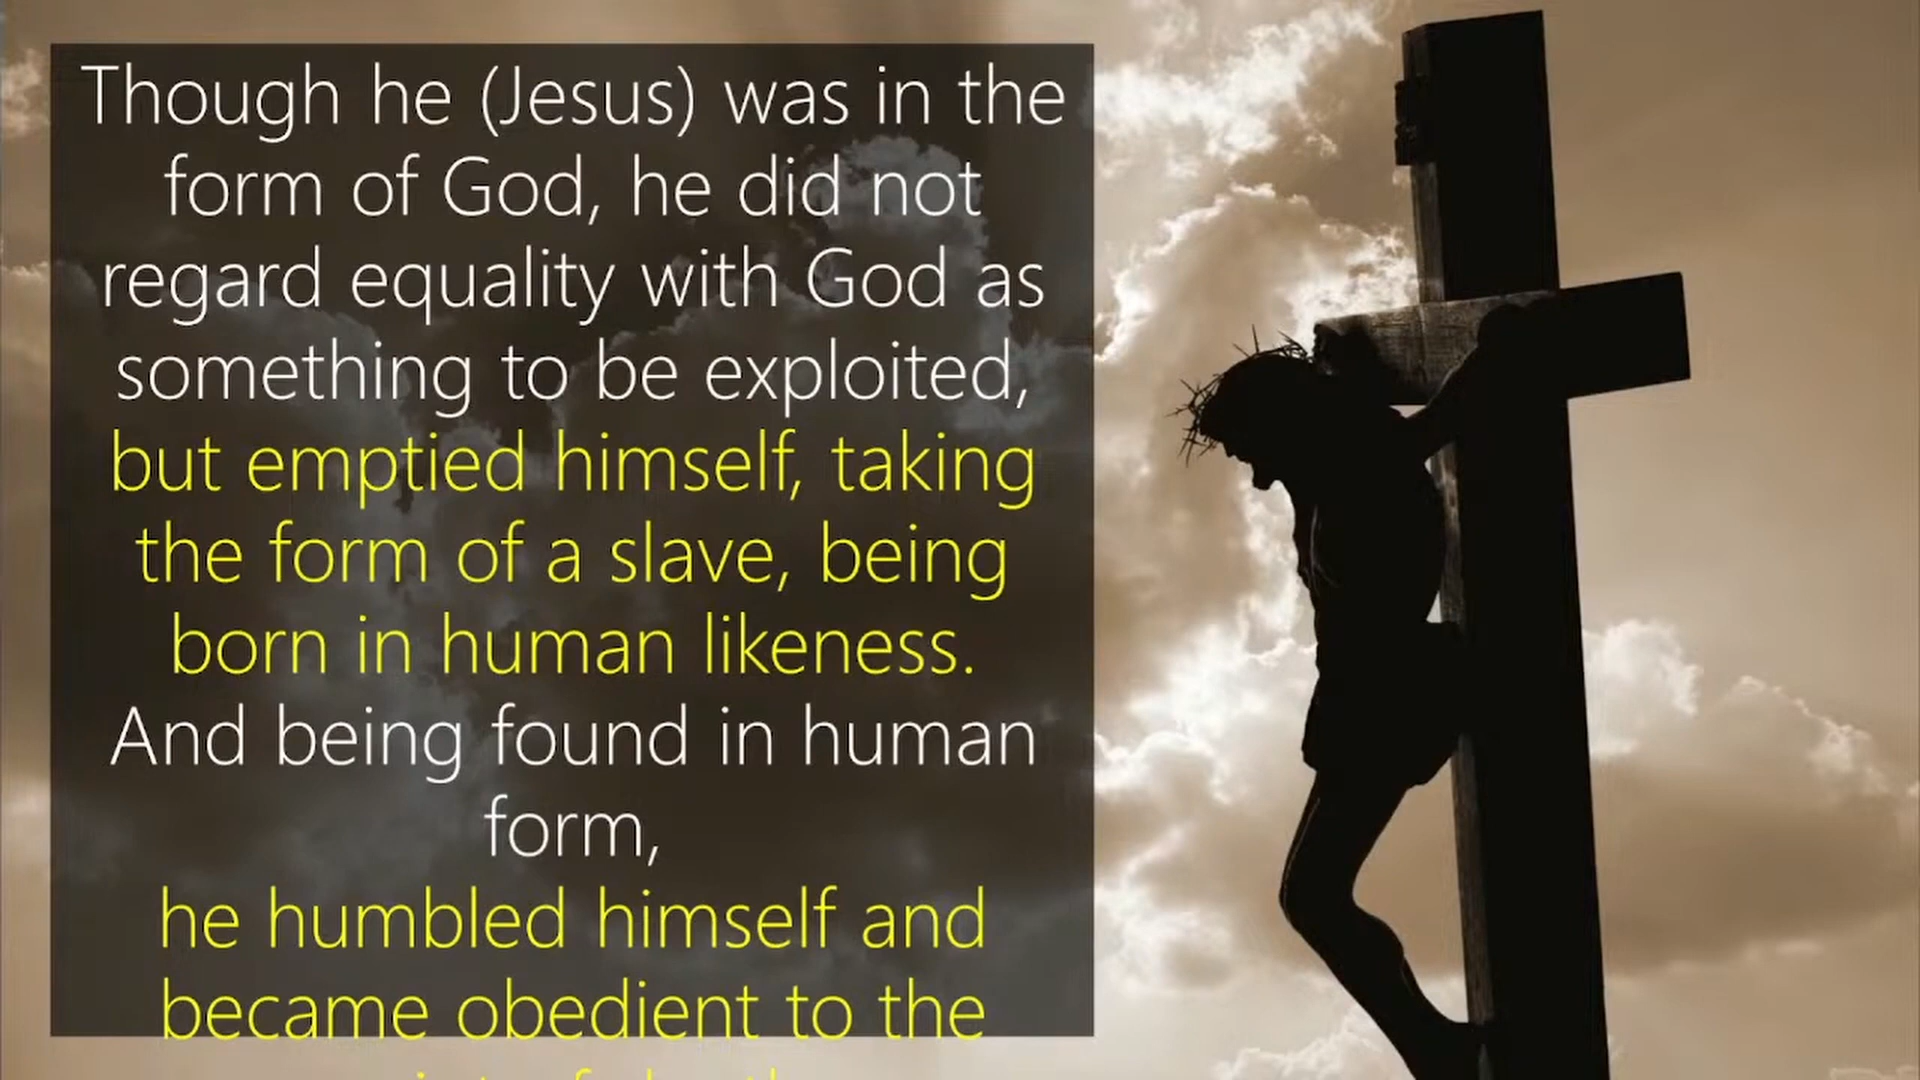 Though he (Jesus) was in the
form of God, he did not
regard equality with God as
something to be exploited,
but emptied himself, taking
the form of a slave, being
born in human likeness.
And being found in human
form,
he humbled himself and
became obedient to the